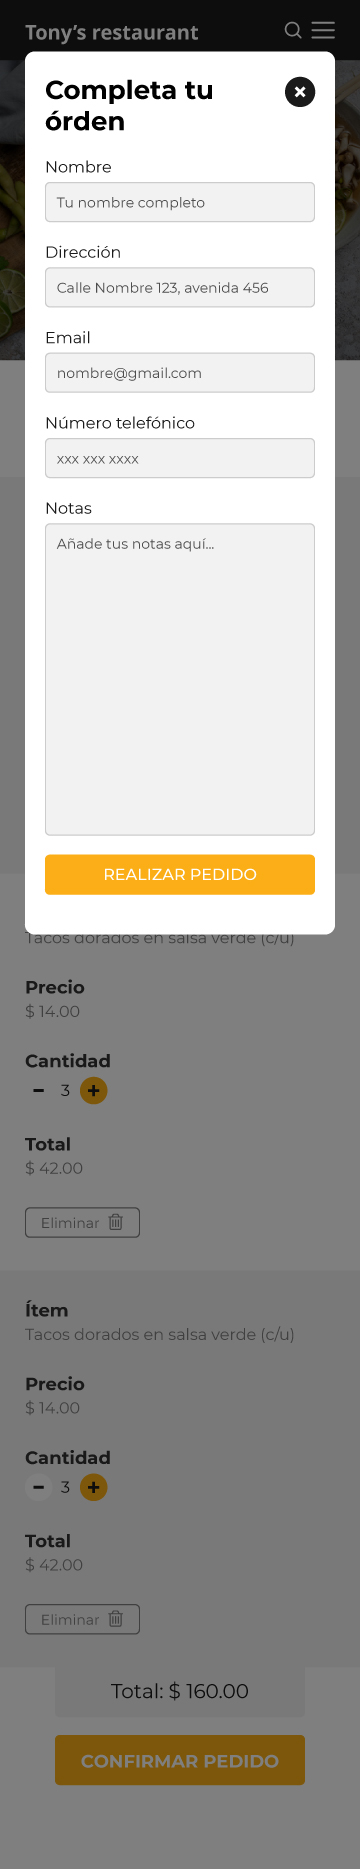 Tony's restaurant
Completa tu
órden
Nombre
Tu nombre completo
Dirección
Calle Nombre 123, avenida 456
Email
nombre@gmail.com
Número telefónico
xxx xxx xxxx
Notas
Añade tus notas aquí...
REALIZAR PEDIDO
Tacos dorados en salsa verde (c/u)
Precio
$ 14.00
Cantidad
3
Total
$ 42.00
Eliminar
Ítem
Tacos dorados en salsa verde (c/u)
Precio
$ 14.00
Cantidad
3
Total
$ 42.00
Eliminar
Total: $ 160.00
CONFIRMAR PEDIDO